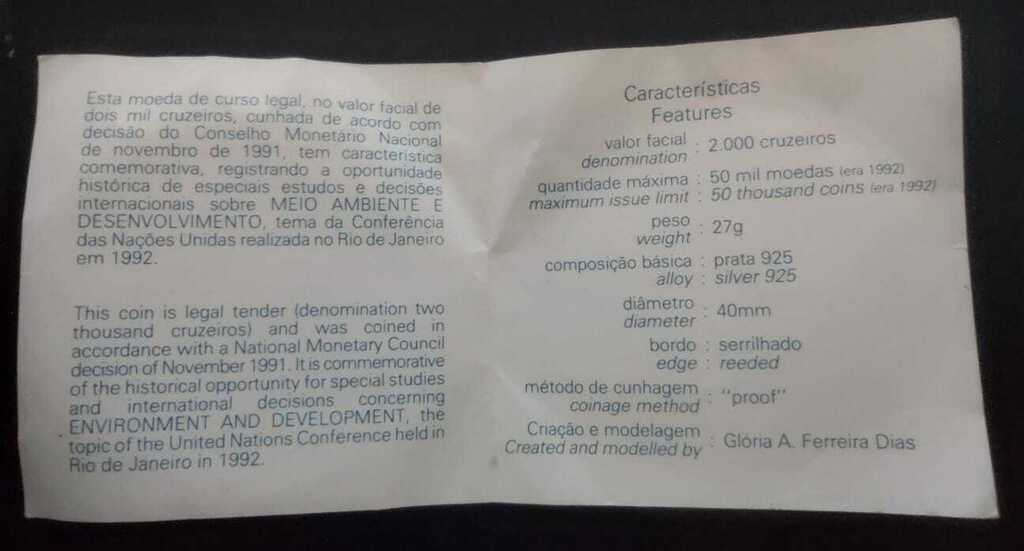 Esta moeda de curso legal, no valor facial de
dois mil cruzeiros, cunhada de acordo com
decisão do Conselho Monetário Nacional
de novembro de 1991, tem característica
comemorativa, registrando a oportunidade
histórica de especiais estudos e decisões
internacionais sobre MEIO AMBIENTE E
DESENVOLVIMENTO, tema da Conferência
das Nações Unidas realizada no Rio de Janeiro
em 1992.
This coin is legal tender (denomination two
thousand cruzeiros) and was coined in
accordance with a National Monetary Council
decision of November 1991. It is commemorative
of the historical opportunity for special studies
and international decisions concerning
ENVIRONMENT AND DEVELOPMENT, the
topic of the United Nations Conference held in
Rio de Janeiro in 1992.
Características
Features
valor facial
denomination : 2.000 cruzeiros
quantidade máxima : 50 mil moedas (era 1992)
maximum issue limit : 50 thousand coins (era 1992)
peso
weight : 27g
composição básica : prata 925
alloy : silver 925
diâmetro
diameter : 40mm
bordo : serrilhado
edge : reeded
método de cunhagem
coinage method : "proof"
Criação e modelagem
Created and modelled by : Glória A. Ferreira Dias